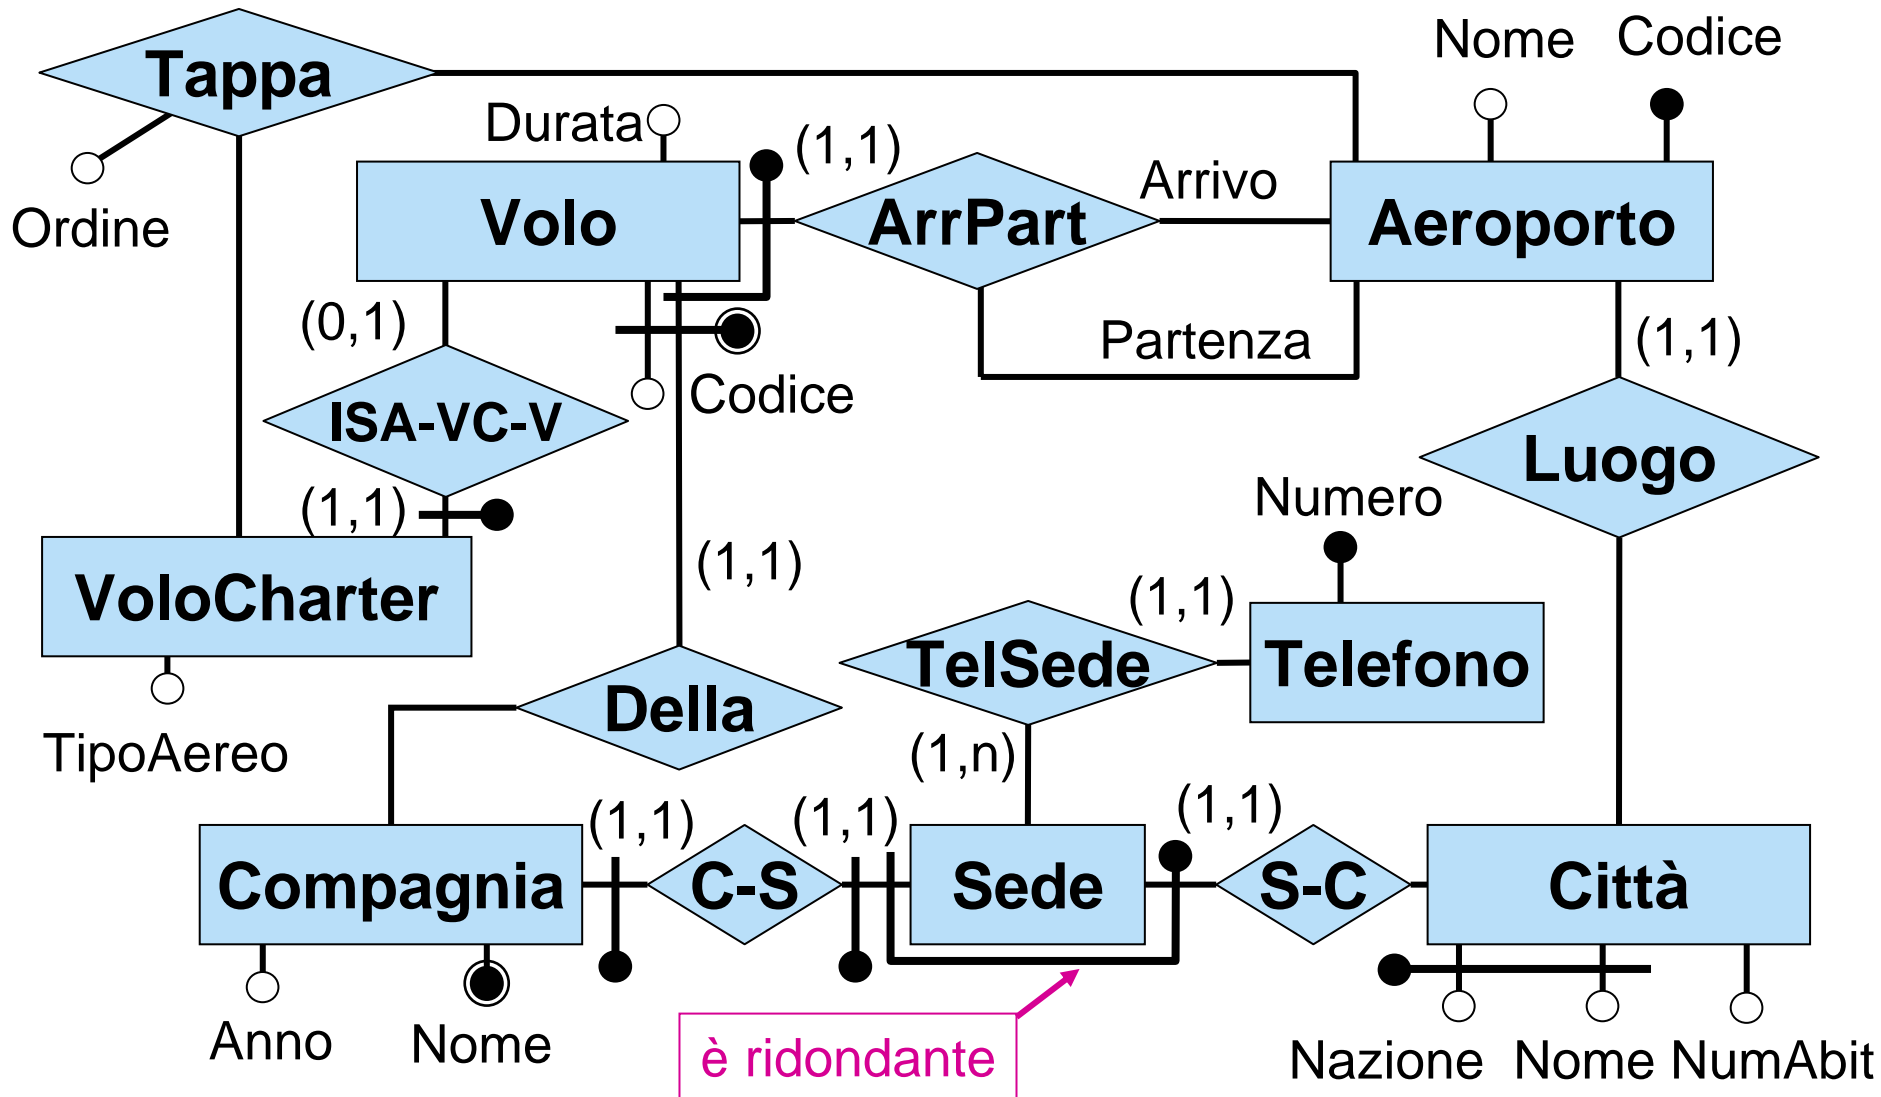 Tappa
Nome
Codice
Durata
(1,1)
Arrivo
Ordine
Volo
ArrPart
Aeroporto
(0,1)
Partenza
(1,1)
Codice
ISA-VC-V
Luogo
(1,1)
Numero
VoloCharter
(1,1)
(1,1)
TelSede
Telefono
Della
TipoAereo
(1,n)
(1,1)
(1,1)
(1,1)
Compagnia
C-S
Sede
S-C
Città
Anno
Nome
è ridondante
Nazione
Nome
NumAbit